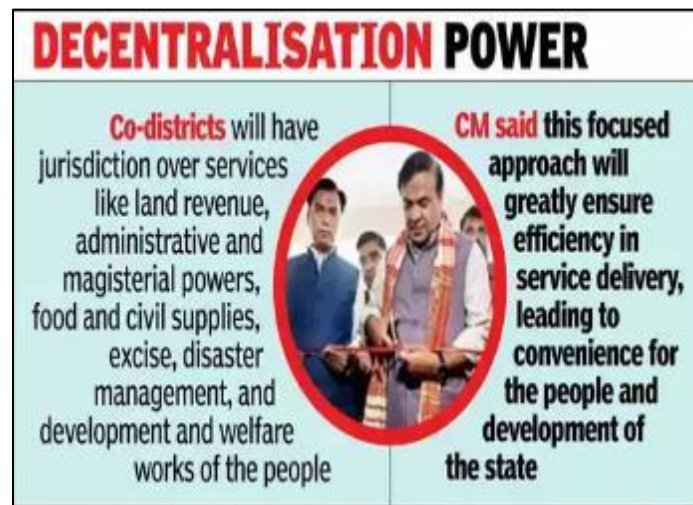 DECENTRALISATION POWER
Co-districts will have
jurisdiction over services
like land revenue,
administrative and
magisterial powers,
food and civil supplies,
excise, disaster
management, and
development and welfare
works of the people
CM said this focused
approach will
greatly ensure
efficiency in
service delivery,
leading to
convenience for
the people and
development of
the state